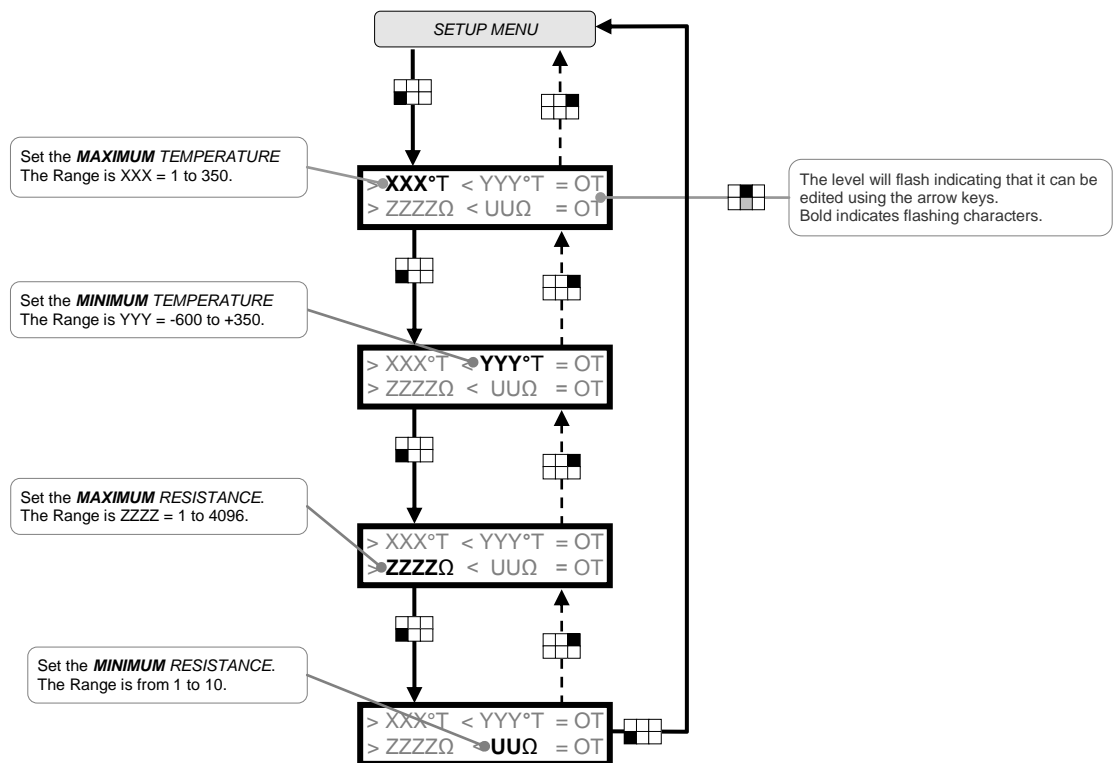 SETUP MENU
Set the MAXIMUM TEMPERATURE
The Range is XXX = 1 to 350.
> XXX°T < YYY°T = OT
> ZZZZΩ < UUΩ = OT
The level will flash indicating that it can be
edited using the arrow keys.
Bold indicates flashing characters.
Set the MINIMUM TEMPERATURE
The Range is YYY = -600 to +350.
> XXX°T < YYY°T = OT
> ZZZZΩ < UUΩ = OT
Set the MAXIMUM RESISTANCE.
The Range is ZZZZ = 1 to 4096.
> XXX°T < YYY°T = OT
> ZZZZΩ < UUΩ = OT
Set the MINIMUM RESISTANCE.
The Range is from 1 to 10.
> XXX°T < YYY°T = OT
> ZZZZΩ < UUΩ = OT